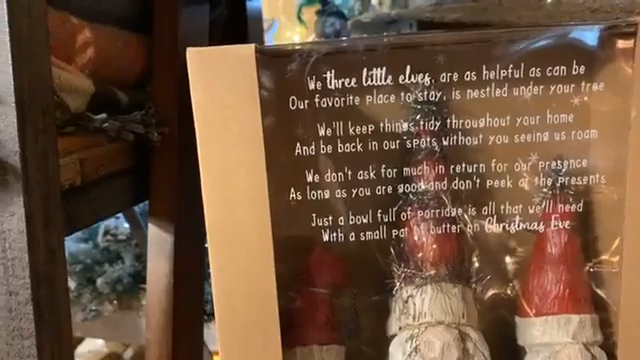 We three little elves, are as helpful as can be
Our favorite place to stay, is nestled under your tree
We'll keep things tidy throughout your home
And be back in our spots without you seeing us roam
We don't ask for much in return for our presence
As long as you are good and don't peek at the presents
Just a bowl full of porridge is all that we'll need
With a small pat of butter on Christmas Eve